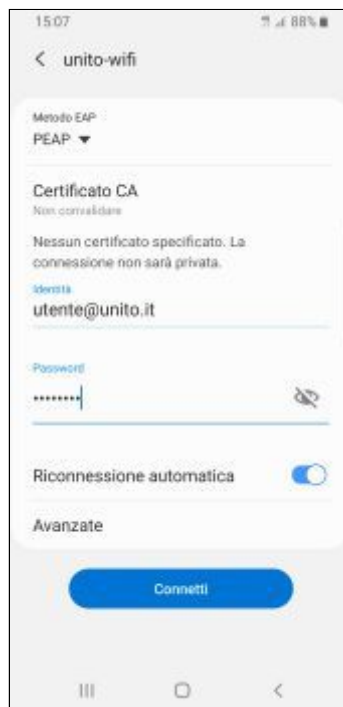 15:07
88%
unito-wifi
Metodo EAP
PEAP
Certificato CA
Non convalidare
Nessun certificato specificato. La
connessione non sarà privata.
Identità
utente@unito.it
Password
••••••••
Riconnessione automatica
Avanzate
Connetti